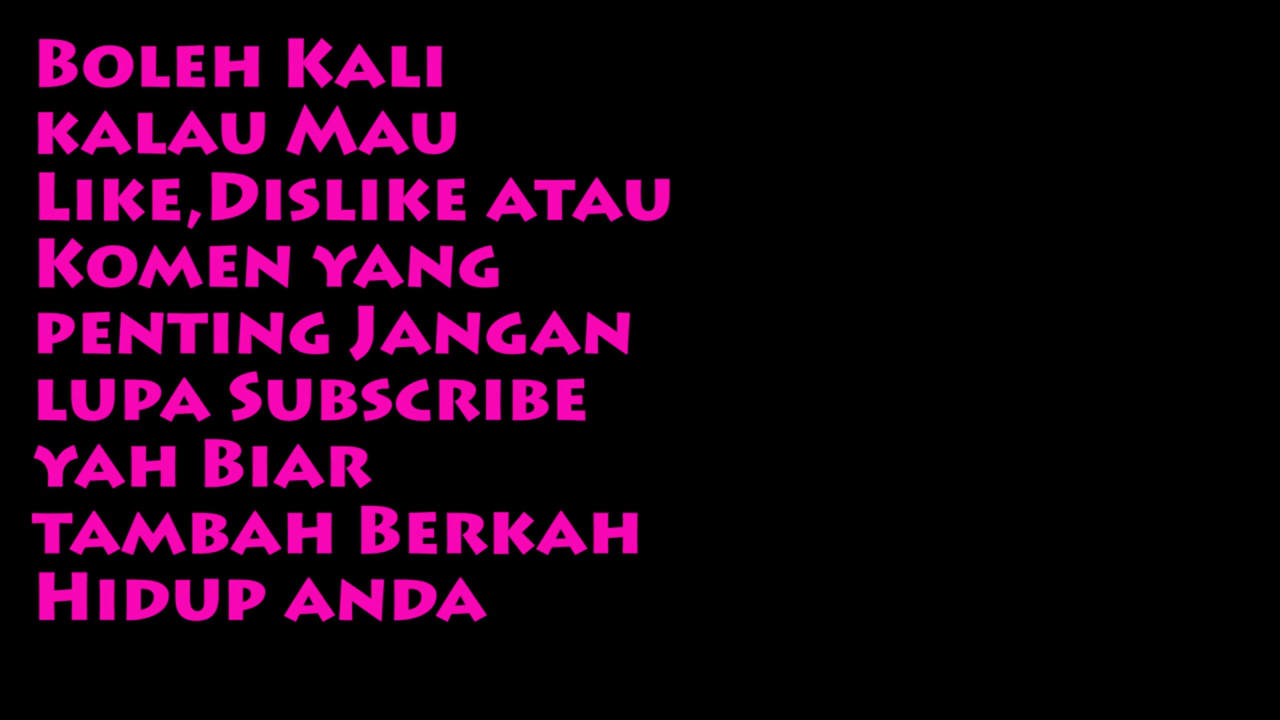 Boleh Kali
kalau Mau
Like,Dislike atau
Komen yang
penting Jangan
lupa Subscribe
yah Biar
tambah Berkah
Hidup anda